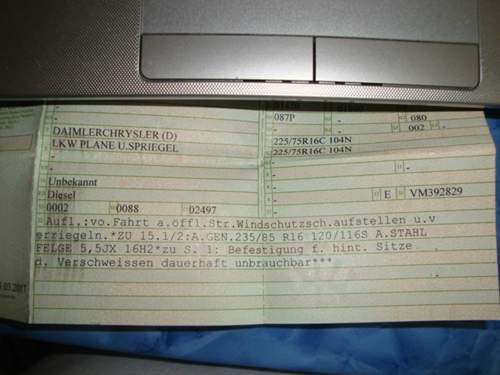 087P - 080
- 002 -
DAIMLERCHRYSLER (D) 225/75R16C 104N
LKW PLANE U.SPRIEGEL 225/75R16C 104N
- -
Unbekannt -
Diesel E VM392829
0002 0088 02497
Aufl.:vo.Fahrt a.öffl.Str.Windschutzsch.aufstellen u.v
erriegeln.*ZU 15.1/2:A.GEN.235/85 R16 120/116S A.STAHL
FELGE 5,5JX 16H2*zu S.1: Befestigung f. hint. Sitze
d. Verschweissen dauerhaft unbrauchbar***